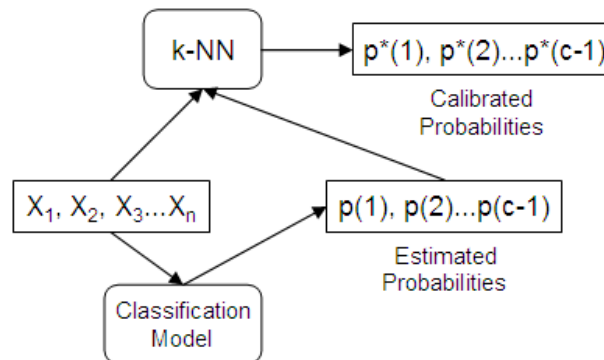 k-NN
p*(1), p*(2)...p*(c-1)
Calibrated
Probabilities
X₁, X₂, X₃...Xₙ
p(1), p(2)...p(c-1)
Estimated
Probabilities
Classification
Model